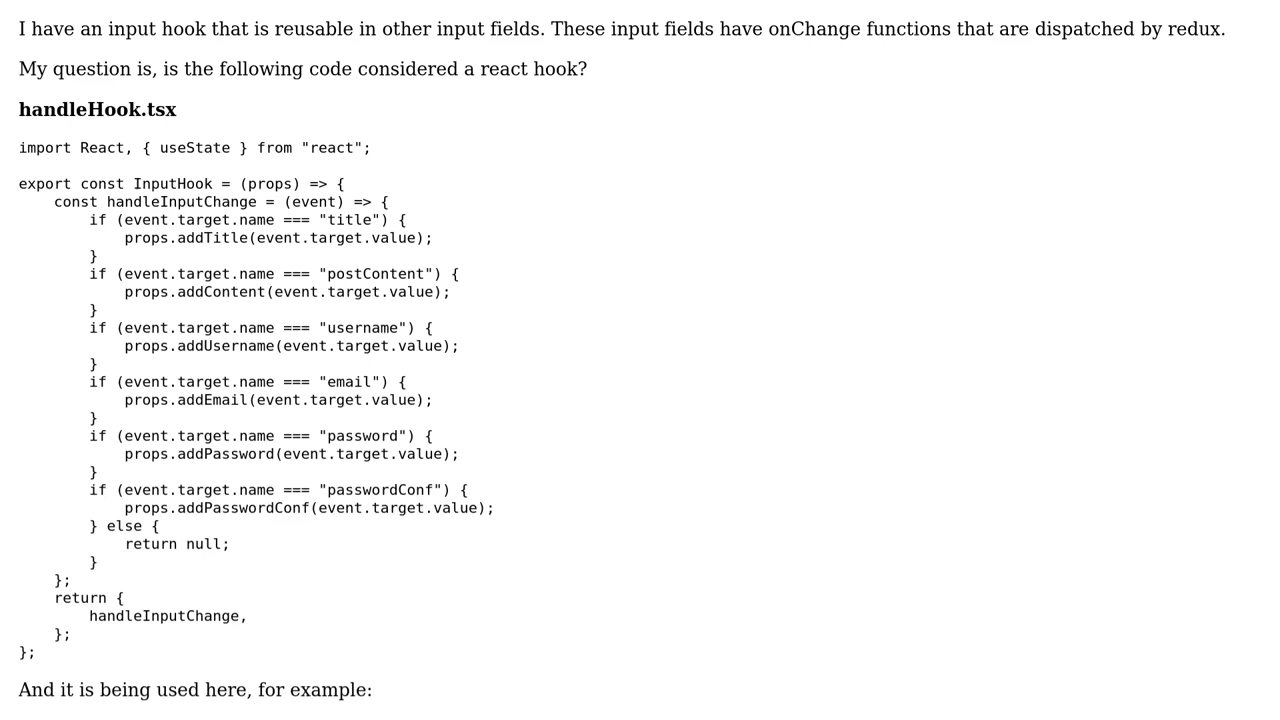 I have an input hook that is reusable in other input fields. These input fields have onChange functions that are dispatched by redux.
My question is, is the following code considered a react hook?
handleHook.tsx
import React, { useState } from "react";
export const InputHook = (props) => {
    const handleInputChange = (event) => {
        if (event.target.name === "title") {
            props.addTitle(event.target.value);
        }
        if (event.target.name === "postContent") {
            props.addContent(event.target.value);
        }
        if (event.target.name === "username") {
            props.addUsername(event.target.value);
        }
        if (event.target.name === "email") {
            props.addEmail(event.target.value);
        }
        if (event.target.name === "password") {
            props.addPassword(event.target.value);
        }
        if (event.target.name === "passwordConf") {
            props.addPasswordConf(event.target.value);
        } else {
            return null;
        }
    };
    return {
        handleInputChange,
    };
};
And it is being used here, for example: